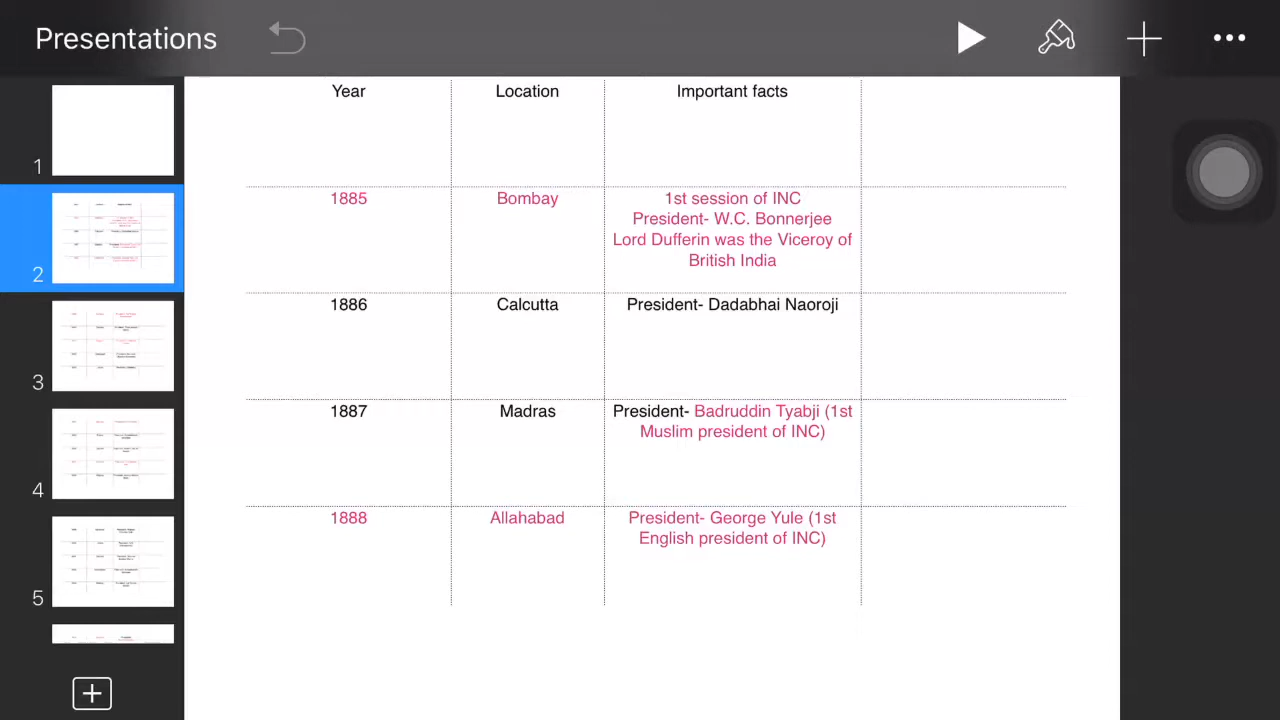 Presentations
Year Location Important facts
1885 Bombay 1st session of INC
President- W.C. Bonnerjee
Lord Dufferin was the Viceroy of
British India
1886 Calcutta President- Dadabhai Naoroji
1887 Madras President- Badruddin Tyabji (1st
Muslim president of INC)
1888 Allahabad President- George Yule (1st
English president of INC)
1
2
3
4
5